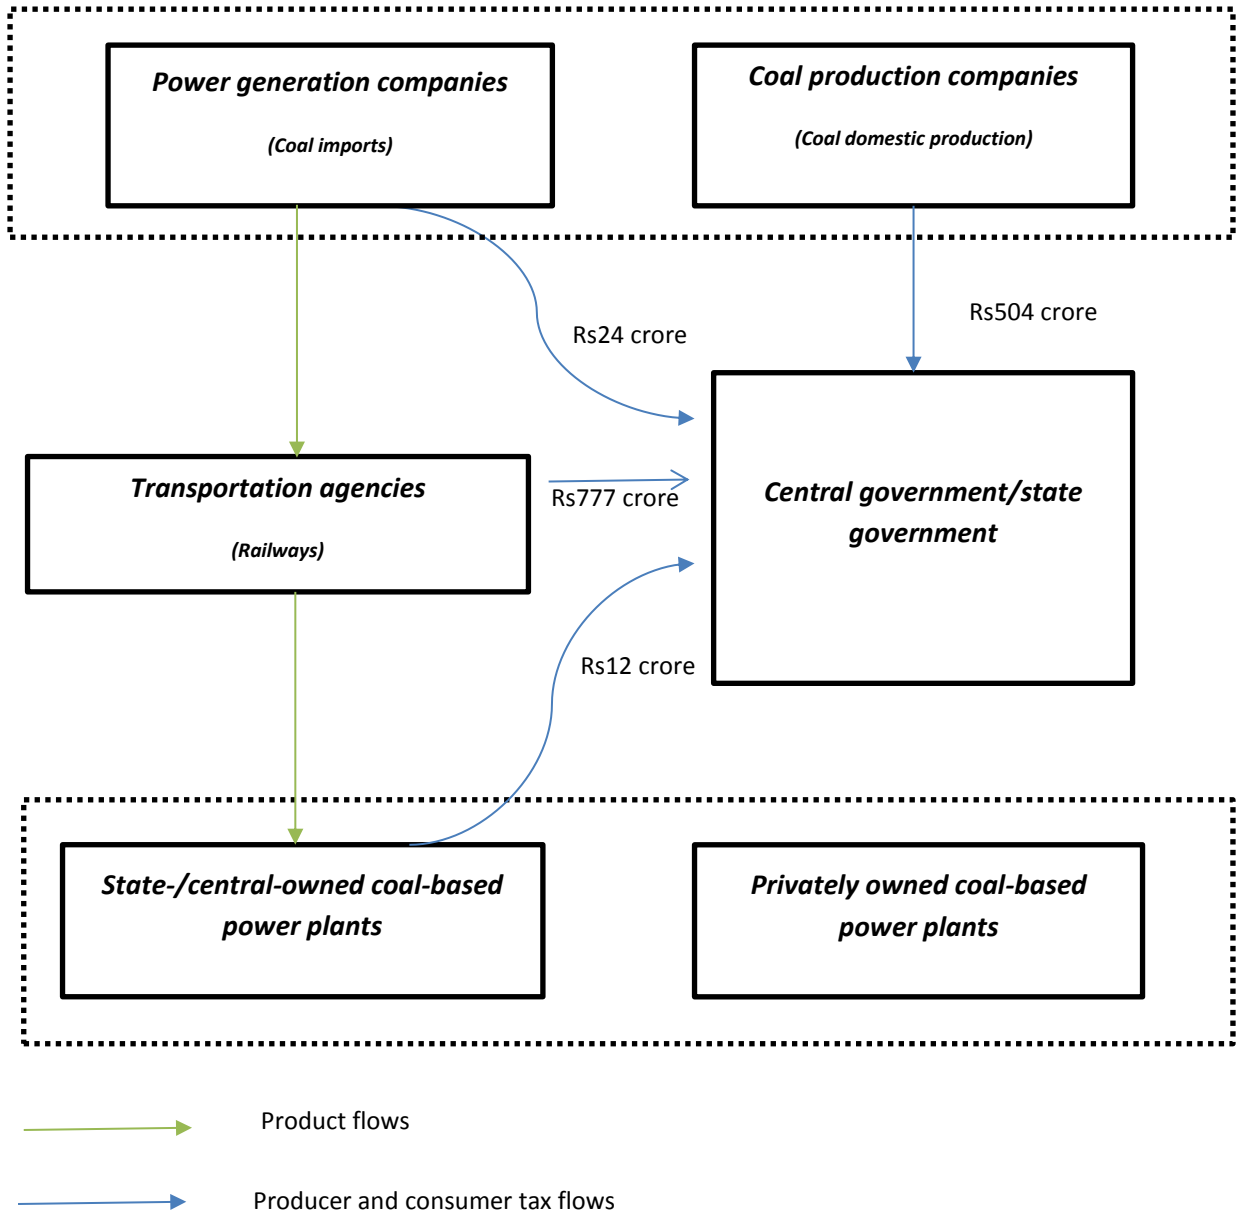 Power generation companies
(Coal imports)
Coal production companies
(Coal domestic production)
Rs504 crore
Rs24 crore
Transportation agencies
(Railways)
Rs777 crore
Central government/state
government
Rs12 crore
State-/central-owned coal-based
power plants
Privately owned coal-based
power plants
Product flows
Producer and consumer tax flows